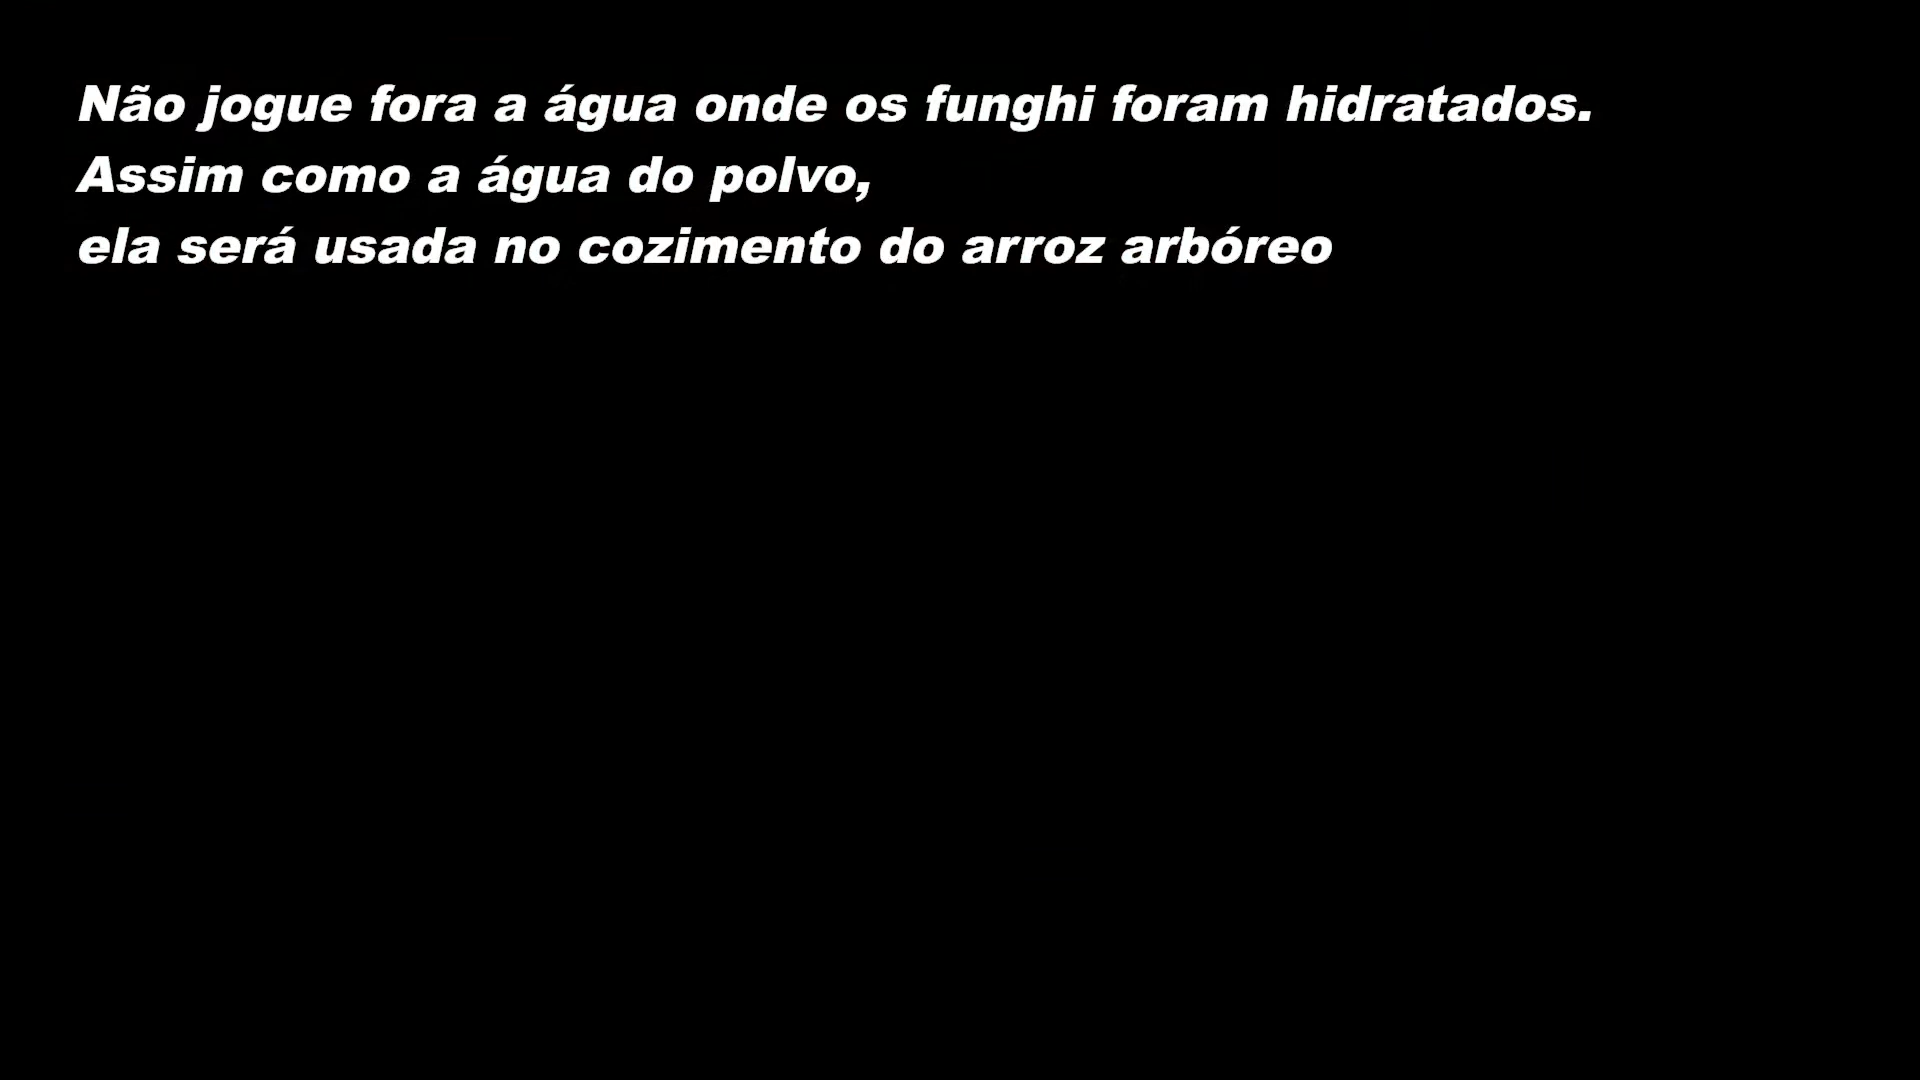 Não jogue fora a água onde os funghi foram hidratados.
Assim como a água do polvo,
ela será usada no cozimento do arroz arbóreo